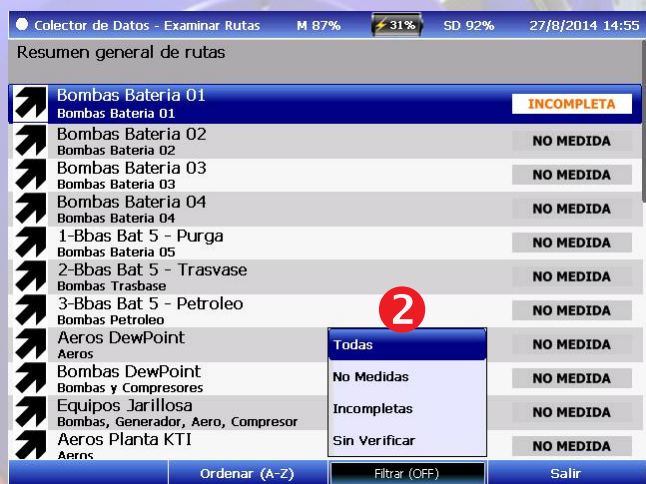 Colector de Datos - Examinar Rutas M 87% 31% SD 92% 27/8/2014 14:55
Resumen general de rutas
Bombas Bateria 01
Bombas Bateria 01
INCOMPLETA
Bombas Bateria 02
Bombas Bateria 02
NO MEDIDA
Bombas Bateria 03
Bombas Bateria 03
NO MEDIDA
Bombas Bateria 04
Bombas Bateria 04
NO MEDIDA
1-Bbas Bat 5 - Purga
Bombas Bateria 05
NO MEDIDA
2-Bbas Bat 5 - Trasvase
Bombas Trasbase
NO MEDIDA
3-Bbas Bat 5 - Petroleo
Bombas Petroleo
NO MEDIDA
Aeros DewPoint
Aeros
NO MEDIDA
Bombas DewPoint
Bombas y Compresores
NO MEDIDA
Equipos Jarillosa
Bombas, Generador, Aero, Compresor
NO MEDIDA
Aeros Planta KTI
Aeros
NO MEDIDA
2
Todas
No Medidas
Incompletas
Sin Verificar
Ordenar (A-Z) Filtrar (OFF) Salir